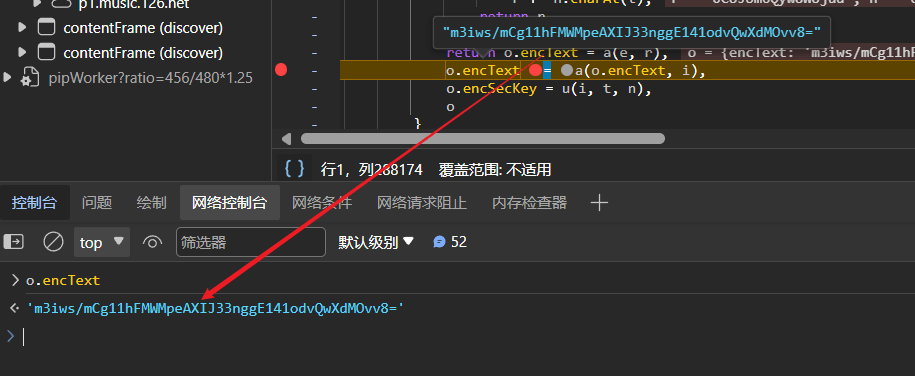 p1.music.126.net
contentFrame (discover)
contentFrame (discover)
pipWorker?ratio=456/480*1.25
return n
"m3iws/mCg11hFMWMpeAXIJ33nggE141odvQwXdMOvv8="
return o.encText = a(e, r), o = {encText: 'm3iws/mCg11hFMWMpeAXIJ33nggE141odvQwXdMOvv8=
o.encText = a(o.encText, i),
o.encSecKey = u(i, t, n),
o
}
{ } 行1，列288174 覆盖范围: 不适用
控制台 问题 绘制 网络控制台 网络条件 网络请求阻止 内存检查器
top 筛选器 默认级别 52
o.encText
'm3iws/mCg11hFMWMpeAXIJ33nggE141odvQwXdMOvv8='